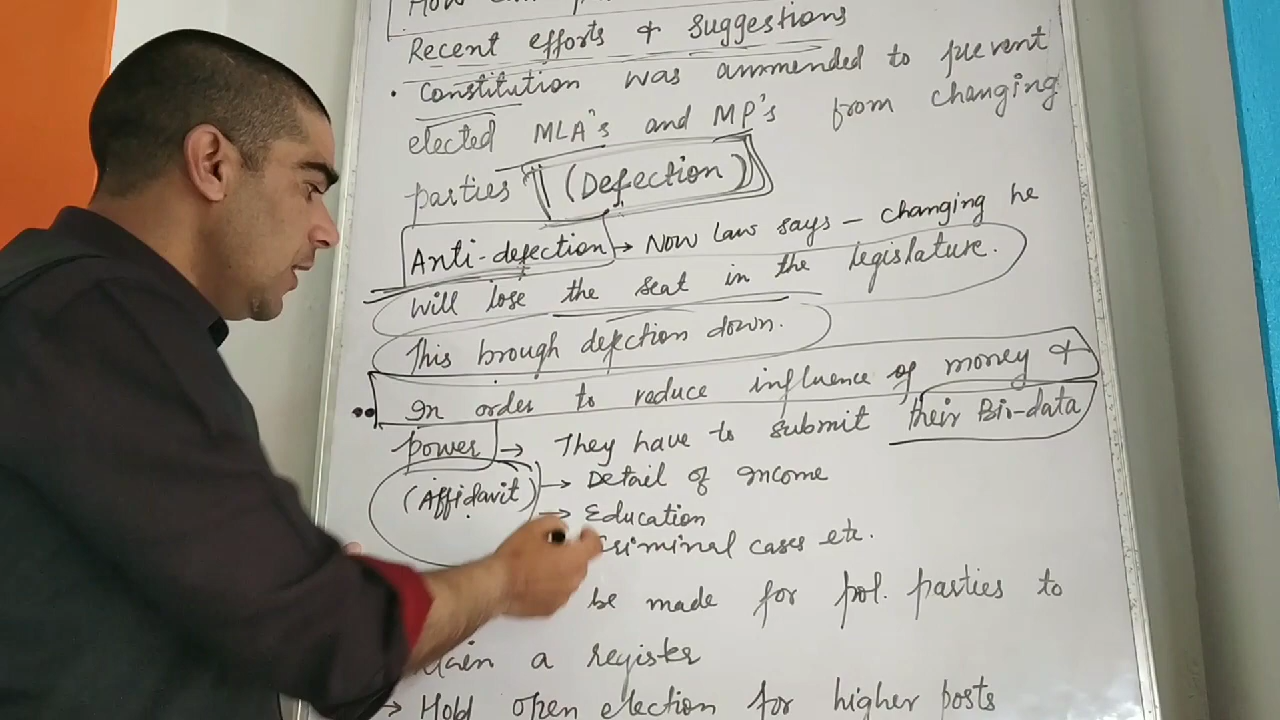 Recent efforts & suggestions
• Constitution was ammended to prevent
elected MLA's and MP's from changing
parties (Defection)
Anti-defection → Now Law says - changing he
will lose the seat in the legislature.
This brough defection down.
•• In order to reduce influence of money &
power → They have to submit their Bio-data
(Affidavit) → Detail of Income
→ Education
Criminal cases etc.
be made for pol. parties to
a register
→ Hold open election for higher posts